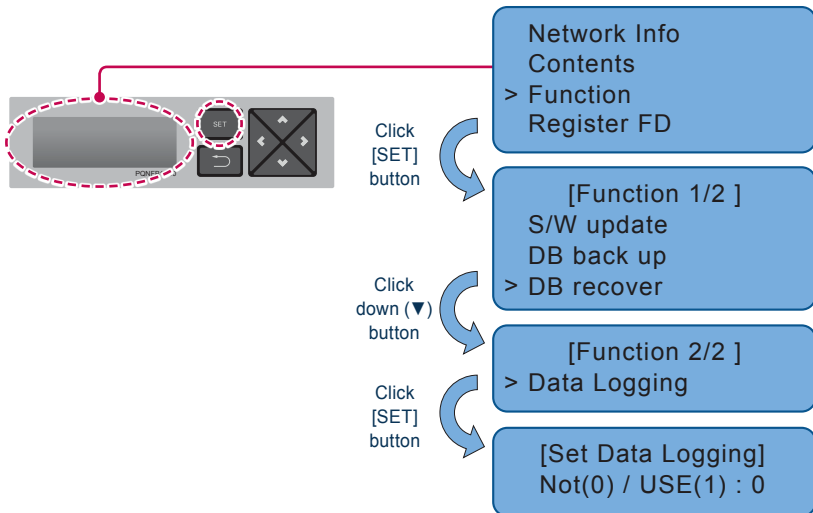 Network Info
Contents
> Function
Register FD
SET
Click
[SET]
button
[Function 1/2 ]
S/W update
DB back up
> DB recover
Click
down (▼)
button
[Function 2/2 ]
> Data Logging
Click
[SET]
button
[Set Data Logging]
Not(0) / USE(1) : 0